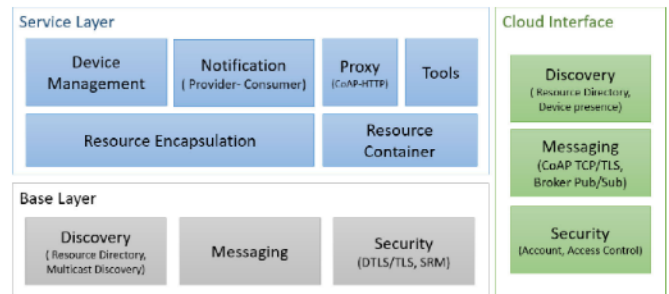 Service Layer
Device
Management
Notification
( Provider- Consumer)
Proxy
(CoAP-HTTP)
Tools
Resource Encapsulation
Resource
Container
Base Layer
Discovery
( Resource Directory,
Multicast Discovery)
Messaging
Security
(DTLS/TLS, SRM)
Cloud Interface
Discovery
( Resource Directory,
Device presence)
Messaging
(CoAP TCP/TLS,
Broker Pub/Sub)
Security
(Account, Access Control)